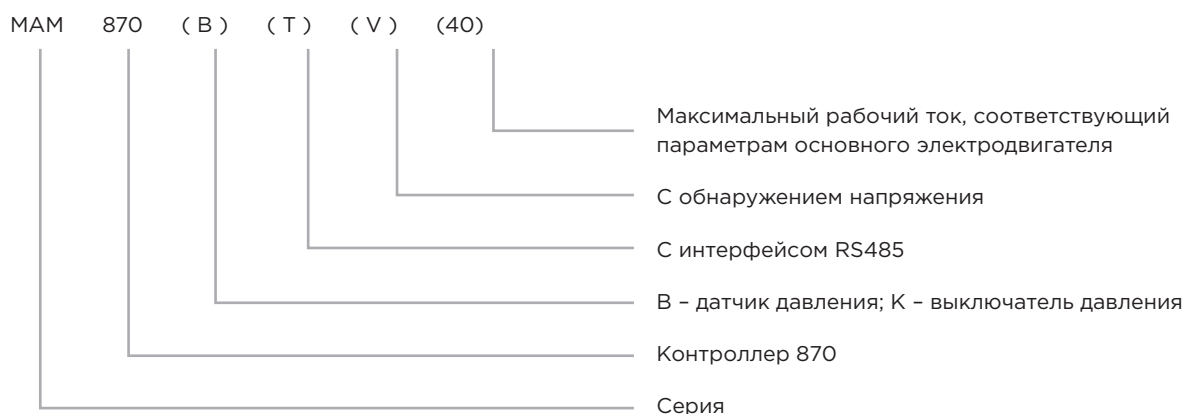 МАМ 870 ( В ) ( Т ) ( V ) (40)
Максимальный рабочий ток, соответствующий
параметрам основного электродвигателя
С обнаружением напряжения
С интерфейсом RS485
В – датчик давления; К – выключатель давления
Контроллер 870
Серия